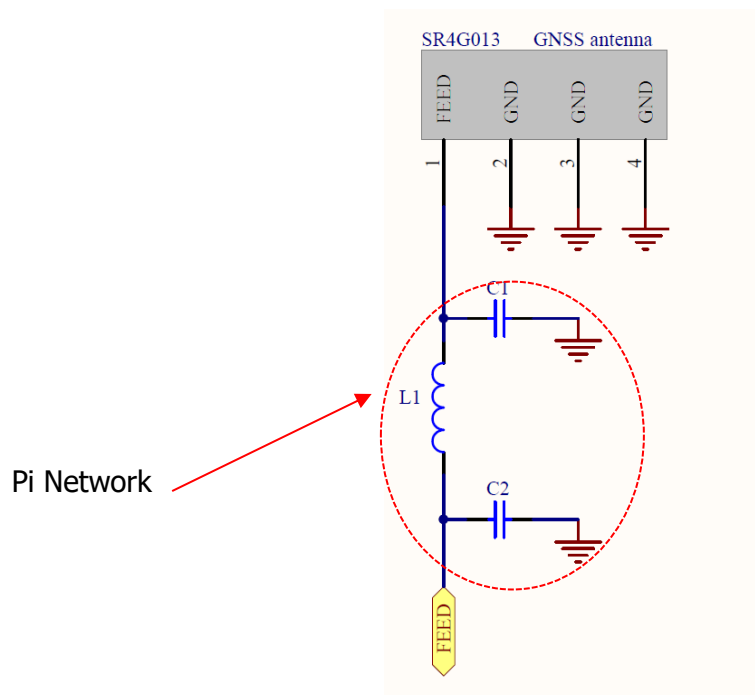 SR4G013 GNSS antenna
FEED GND GND GND
1 2 3 4
C1
L1
Pi Network
C2
FEED